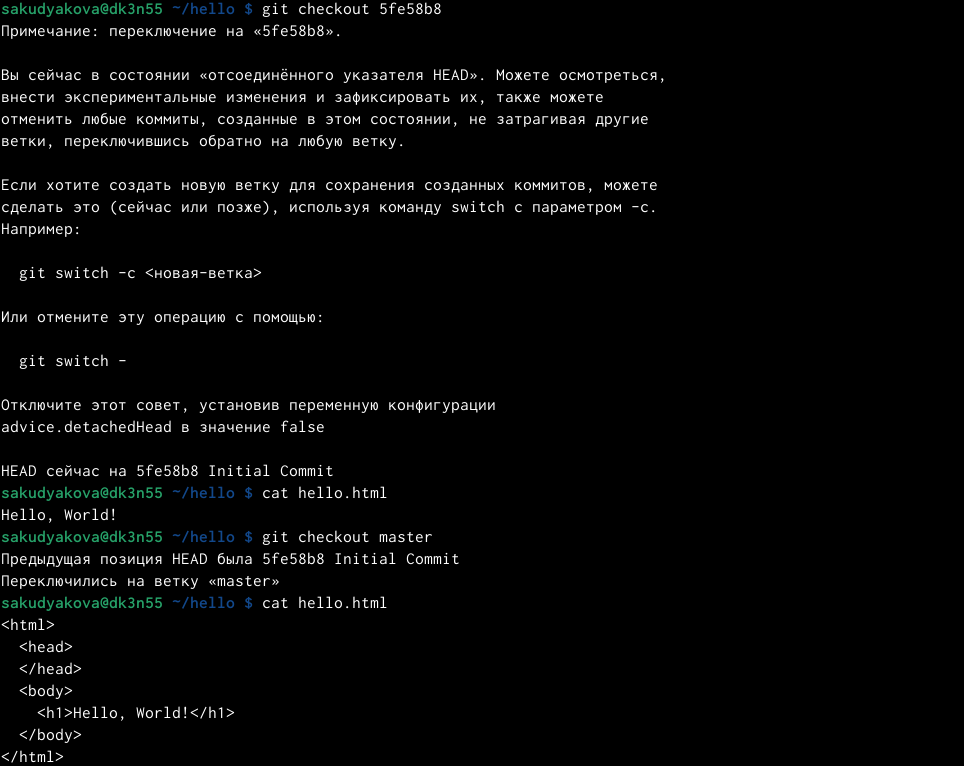 sakudyakova@dk3n55 ~/hello $ git checkout 5fe58b8
Примечание: переключение на «5fe58b8».

Вы сейчас в состоянии «отсоединённого указателя HEAD». Можете осмотреться,
внести экспериментальные изменения и зафиксировать их, также можете
отменить любые коммиты, созданные в этом состоянии, не затрагивая другие
ветки, переключившись обратно на любую ветку.

Если хотите создать новую ветку для сохранения созданных коммитов, можете
сделать это (сейчас или позже), используя команду switch с параметром -c.
Например:

  git switch -c <новая-ветка>

Или отмените эту операцию с помощью:

  git switch -

Отключите этот совет, установив переменную конфигурации
advice.detachedHead в значение false

HEAD сейчас на 5fe58b8 Initial Commit
sakudyakova@dk3n55 ~/hello $ cat hello.html
Hello, World!
sakudyakova@dk3n55 ~/hello $ git checkout master
Предыдущая позиция HEAD была 5fe58b8 Initial Commit
Переключились на ветку «master»
sakudyakova@dk3n55 ~/hello $ cat hello.html
<html>
  <head>
  </head>
  <body>
    <h1>Hello, World!</h1>
  </body>
</html>